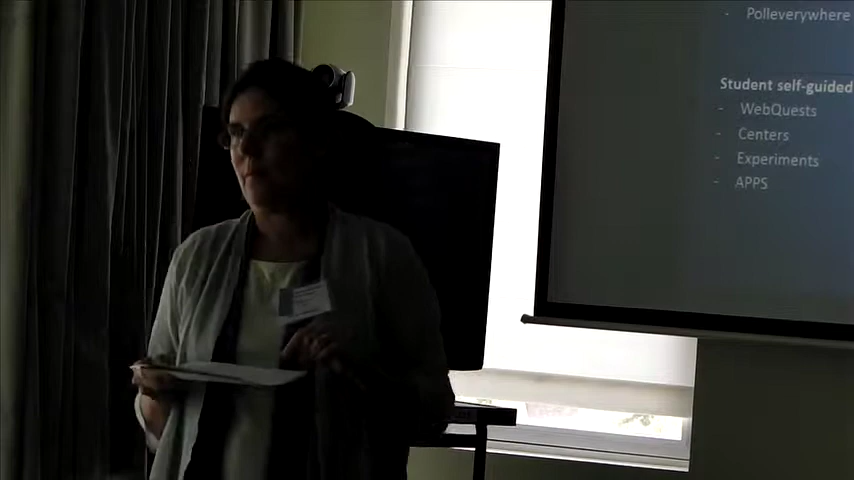 - Polleverywhere
Student self-guided
- WebQuests
- Centers
- Experiments
- APPS